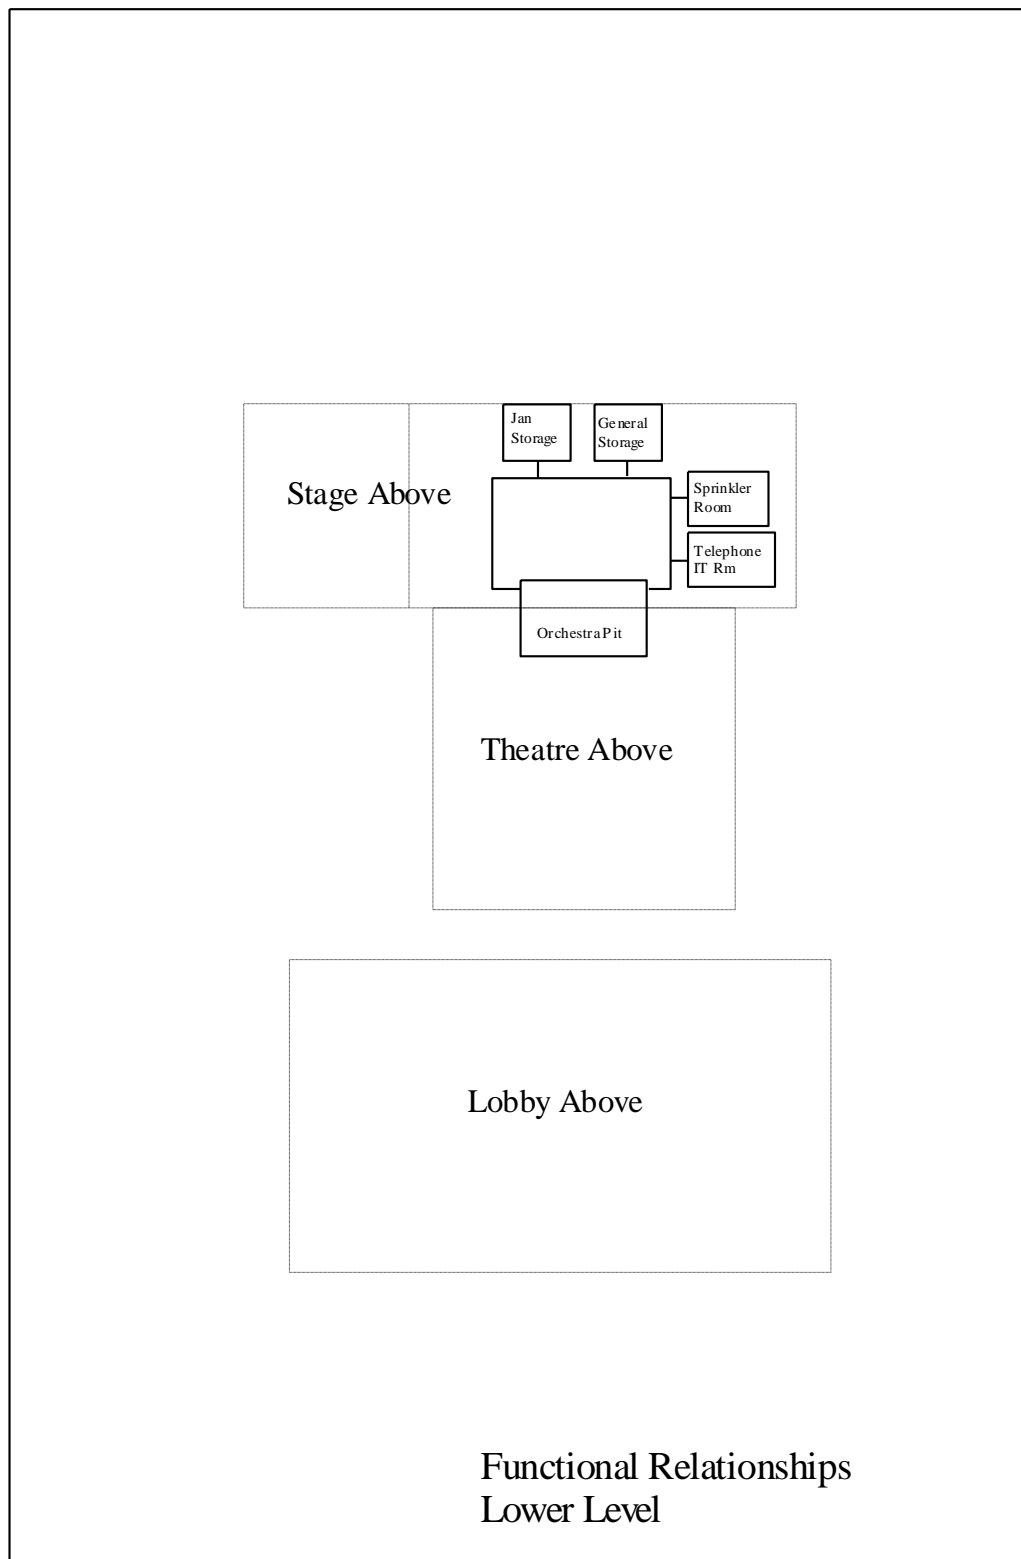 Jan
Storage
General
Storage
Stage Above
Sprinkler
Room
Telephone
IT Rm
Orchestra Pit
Theatre Above
Lobby Above
Functional Relationships
Lower Level